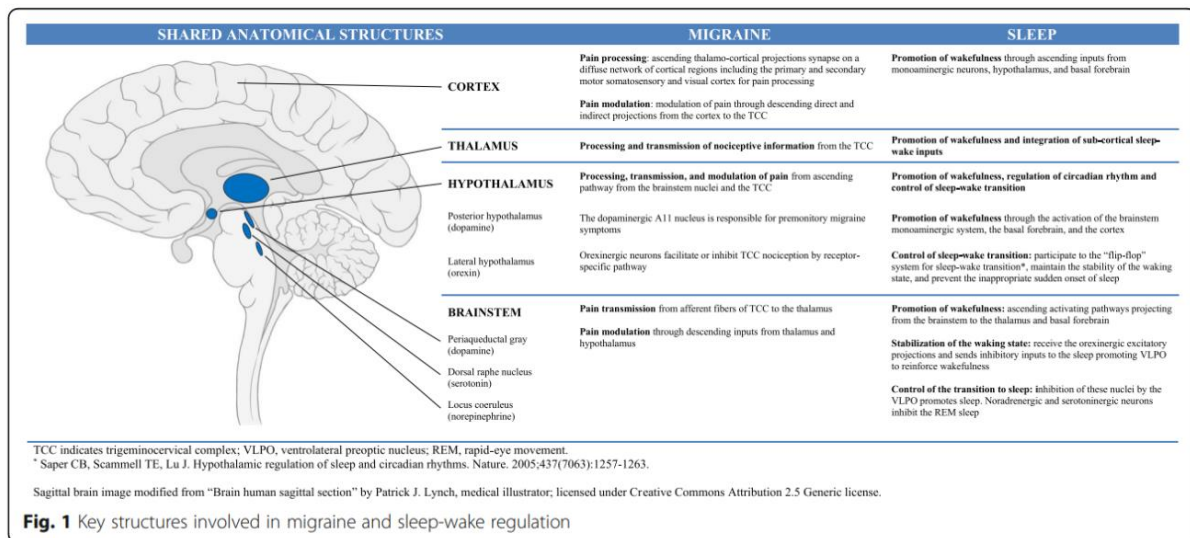 SHARED ANATOMICAL STRUCTURES MIGRAINE SLEEP
CORTEX
Pain processing: ascending thalamo-cortical projections synapse on a
diffuse network of cortical regions including the primary and secondary
motor somatosensory and visual cortex for pain processing
Pain modulation: modulation of pain through descending direct and
indirect projections from the cortex to the TCC
Promotion of wakefulness through ascending inputs from
monoaminergic neurons, hypothalamus, and basal forebrain
THALAMUS
Processing and transmission of nociceptive information from the TCC
Promotion of wakefulness and integration of sub-cortical sleep-
wake inputs
HYPOTHALAMUS
Processing, transmission, and modulation of pain from ascending
pathway from the brainstem nuclei and the TCC
Promotion of wakefulness, regulation of circadian rhythm and
control of sleep-wake transition
Posterior hypothalamus
(dopamine)
The dopaminergic A11 nucleus is responsible for premonitory migraine
symptoms
Promotion of wakefulness through the activation of the brainstem
monoaminergic system, the basal forebrain, and the cortex
Lateral hypothalamus
(orexin)
Orexinergic neurons facilitate or inhibit TCC nociception by receptor-
specific pathway
Control of sleep-wake transition: participate to the “flip-flop”
system for sleep-wake transition*, maintain the stability of the waking
state, and prevent the inappropriate sudden onset of sleep
BRAINSTEM
Periaqueductal gray
(dopamine)
Dorsal raphe nucleus
(serotonin)
Locus coeruleus
(norepinephrine)
Pain transmission from afferent fibers of TCC to the thalamus
Pain modulation through descending inputs from thalamus and
hypothalamus
Promotion of wakefulness: ascending activating pathways projecting
from the brainstem to the thalamus and basal forebrain
Stabilization of the waking state: receive the orexinergic excitatory
projections and sends inhibitory inputs to the sleep promoting VLPO
to reinforce wakefulness
Control of the transition to sleep: inhibition of these nuclei by the
VLPO promotes sleep. Noradrenergic and serotoninergic neurons
inhibit the REM sleep
TCC indicates trigeminocervical complex; VLPO, ventrolateral preoptic nucleus; REM, rapid-eye movement.
* Saper CB, Scammell TE, Lu J. Hypothalamic regulation of sleep and circadian rhythms. Nature. 2005;437(7063):1257-1263.
Sagittal brain image modified from “Brain human sagittal section” by Patrick J. Lynch, medical illustrator; licensed under Creative Commons Attribution 2.5 Generic license.
Fig. 1 Key structures involved in migraine and sleep-wake regulation